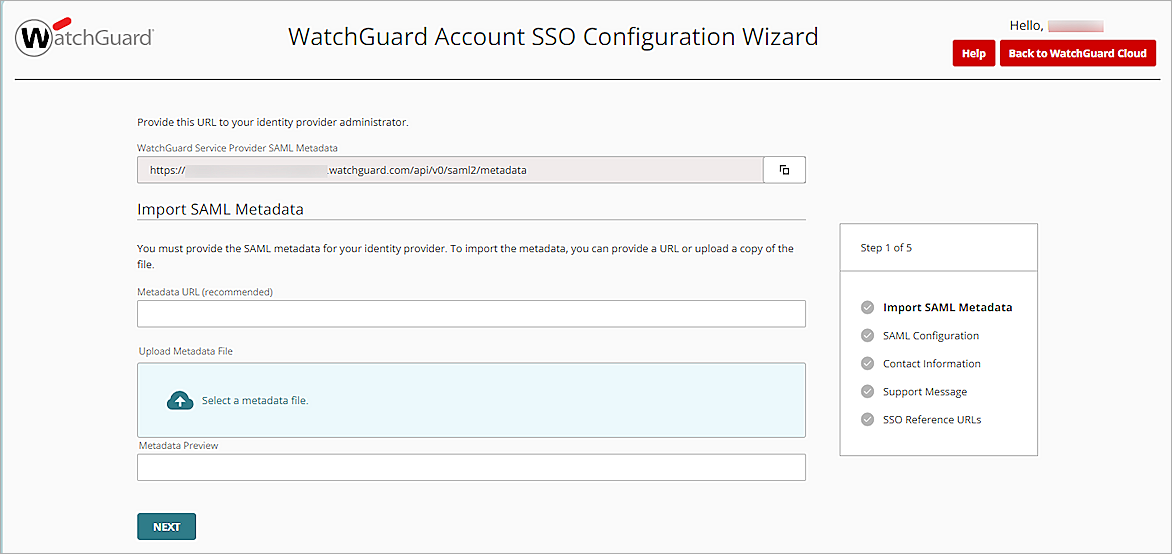 WatchGuard
WatchGuard Account SSO Configuration Wizard
Hello,
Help
Back to WatchGuard Cloud
Provide this URL to your identity provider administrator.
WatchGuard Service Provider SAML Metadata
https:// .watchguard.com/api/v0/saml2/metadata
Import SAML Metadata
You must provide the SAML metadata for your identity provider. To import the metadata, you can provide a URL or upload a copy of the
file.
Metadata URL (recommended)
Upload Metadata File
Select a metadata file.
Metadata Preview
NEXT
Step 1 of 5
Import SAML Metadata
SAML Configuration
Contact Information
Support Message
SSO Reference URLs